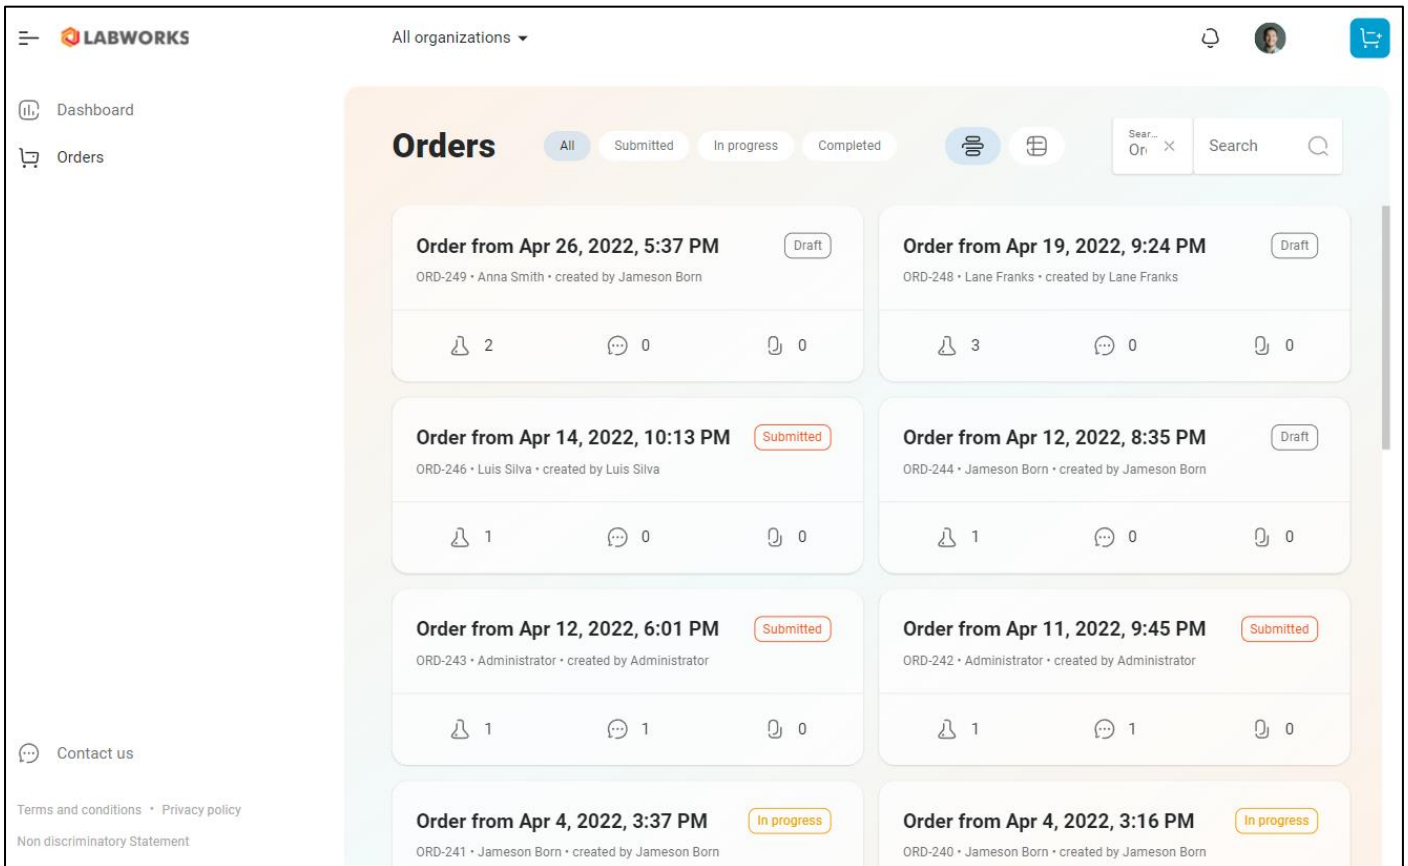 LABWORKS
All organizations
Dashboard
Orders
Orders
All
Submitted
In progress
Completed
Sear...
Or
Search
Order from Apr 26, 2022, 5:37 PM
Draft
ORD-249 • Anna Smith • created by Jameson Born
2
0
0
Order from Apr 19, 2022, 9:24 PM
Draft
ORD-248 • Lane Franks • created by Lane Franks
3
0
0
Order from Apr 14, 2022, 10:13 PM
Submitted
ORD-246 • Luis Silva • created by Luis Silva
1
0
0
Order from Apr 12, 2022, 8:35 PM
Draft
ORD-244 • Jameson Born • created by Jameson Born
1
0
0
Order from Apr 12, 2022, 6:01 PM
Submitted
ORD-243 • Administrator • created by Administrator
1
1
0
Order from Apr 11, 2022, 9:45 PM
Submitted
ORD-242 • Administrator • created by Administrator
1
1
0
Order from Apr 4, 2022, 3:37 PM
In progress
ORD-241 • Jameson Born • created by Jameson Born
Order from Apr 4, 2022, 3:16 PM
In progress
ORD-240 • Jameson Born • created by Jameson Born
Contact us
Terms and conditions • Privacy policy
Non discriminatory Statement